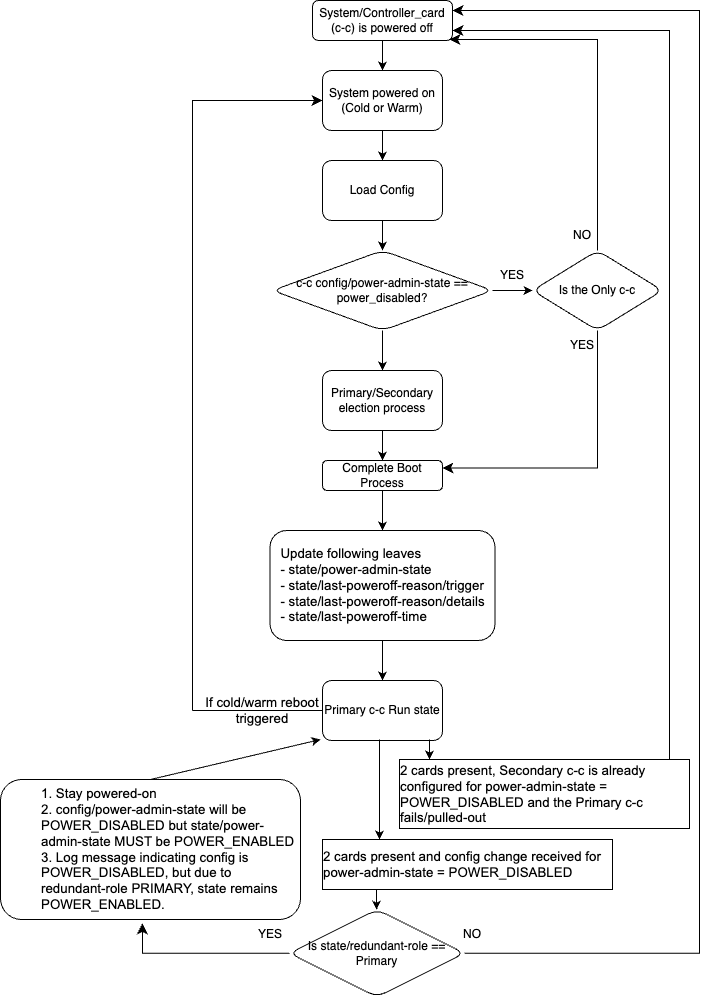 System/Controller_card
(c-c) is powered off
System powered on
(Cold or Warm)
Load Config
NO
c-c config/power-admin-state ==
power_disabled?
YES
Is the Only c-c
YES
Primary/Secondary
election process
Complete Boot
Process
Update following leaves
- state/power-admin-state
- state/last-poweroff-reason/trigger
- state/last-poweroff-reason/details
- state/last-poweroff-time
If cold/warm reboot
triggered
Primary c-c Run state
2 cards present, Secondary c-c is already
configured for power-admin-state =
POWER_DISABLED and the Primary c-c
fails/pulled-out
1. Stay powered-on
2. config/power-admin-state will be
POWER_DISABLED but state/power-
admin-state MUST be POWER_ENABLED
3. Log message indicating config is
POWER_DISABLED, but due to
redundant-role PRIMARY, state remains
POWER_ENABLED.
2 cards present and config change received for
power-admin-state = POWER_DISABLED
YES
Is state/redundant-role ==
Primary
NO